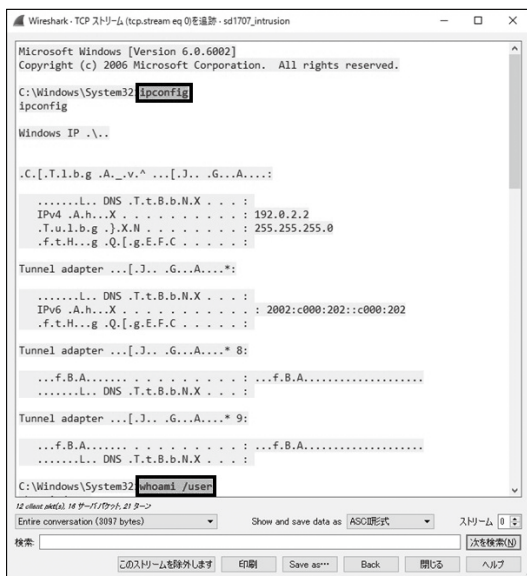 Wireshark · TCP ストリーム (tcp.stream eq 0)を追跡 · sd1707_intrusion
Microsoft Windows [Version 6.0.6002]
Copyright (c) 2006 Microsoft Corporation.  All rights reserved.
C:\Windows\System32>ipconfig
ipconfig
Windows IP .\..
.C.[.T.l.b.g .A._.v.^ ...[.J.. .G...A....:
.......L.. DNS .T.t.B.b.N.X . . . :
IPv4 .A.h...X . . . . . . . . . . : 192.0.2.2
.T.u.l.b.g .}.X.N . . . . . . . . : 255.255.255.0
.f.t.H...g .Q.[.g.E.F.C . . . . . :
Tunnel adapter ...[.J.. .G...A....*:
.......L.. DNS .T.t.B.b.N.X . . . :
IPv6 .A.h...X . . . . . . . . . . . : 2002:c000:202::c000:202
.f.t.H...g .Q.[.g.E.F.C . . . . . :
Tunnel adapter ...[.J.. .G...A....* 8:
...f.B.A...... . . . . . . . . . : ...f.B.A....................
.......L.. DNS .T.t.B.b.N.X . . . :
Tunnel adapter ...[.J.. .G...A....* 9:
...f.B.A...... . . . . . . . . . : ...f.B.A....................
.......L.. DNS .T.t.B.b.N.X . . . :
C:\Windows\System32>whoami /user
12 client pkt(s), 16 サーバ パケット, 21 ターン
Entire conversation (3097 bytes) Show and save data as ASCII形式 ストリーム 0
検索: 次を検索(N)
このストリームを除外します 印刷 Save as… Back 閉じる ヘルプ